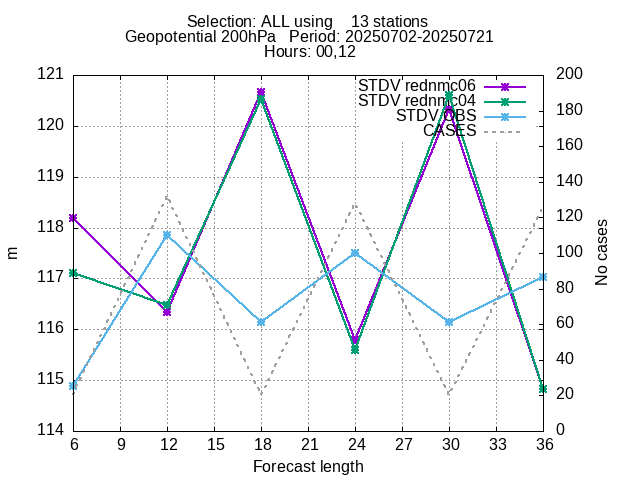 Selection: ALL using    13 stations
Geopotential 200hPa   Period: 20250702-20250721
Hours: 00,12
STDV rednmc06
STDV rednmc04
STDV OBS
CASES
121
120
119
118
117
116
115
114
200
180
160
140
120
100
80
60
40
20
0
m
No cases
6 9 12 15 18 21 24 27 30 33 36
Forecast length